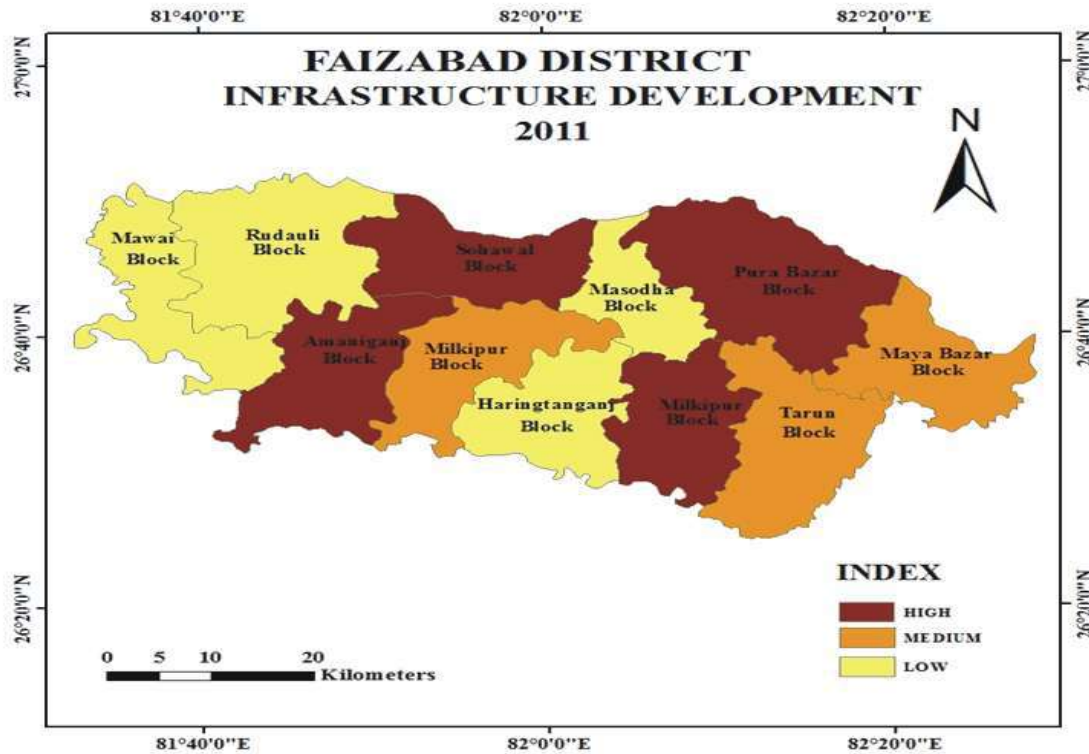 81°40'0"E
82°0'0"E
82°20'0"E
27°0'0"N
27°0'0"N
FAIZABAD DISTRICT
INFRASTRUCTURE DEVELOPMENT
2011
N
Mawai
Block
Rudauli
Block
Sohawal
Block
Masodha
Block
Pura Bazar
Block
26°40'0"N
26°40'0"N
Amaniganj
Block
Milkipur
Block
Maya Bazar
Block
Haringtanganj
Block
Milkipur
Block
Tarun
Block
INDEX
HIGH
MEDIUM
LOW
26°20'0"N
26°20'0"N
0 5 10 20
Kilometers
81°40'0"E
82°0'0"E
82°20'0"E